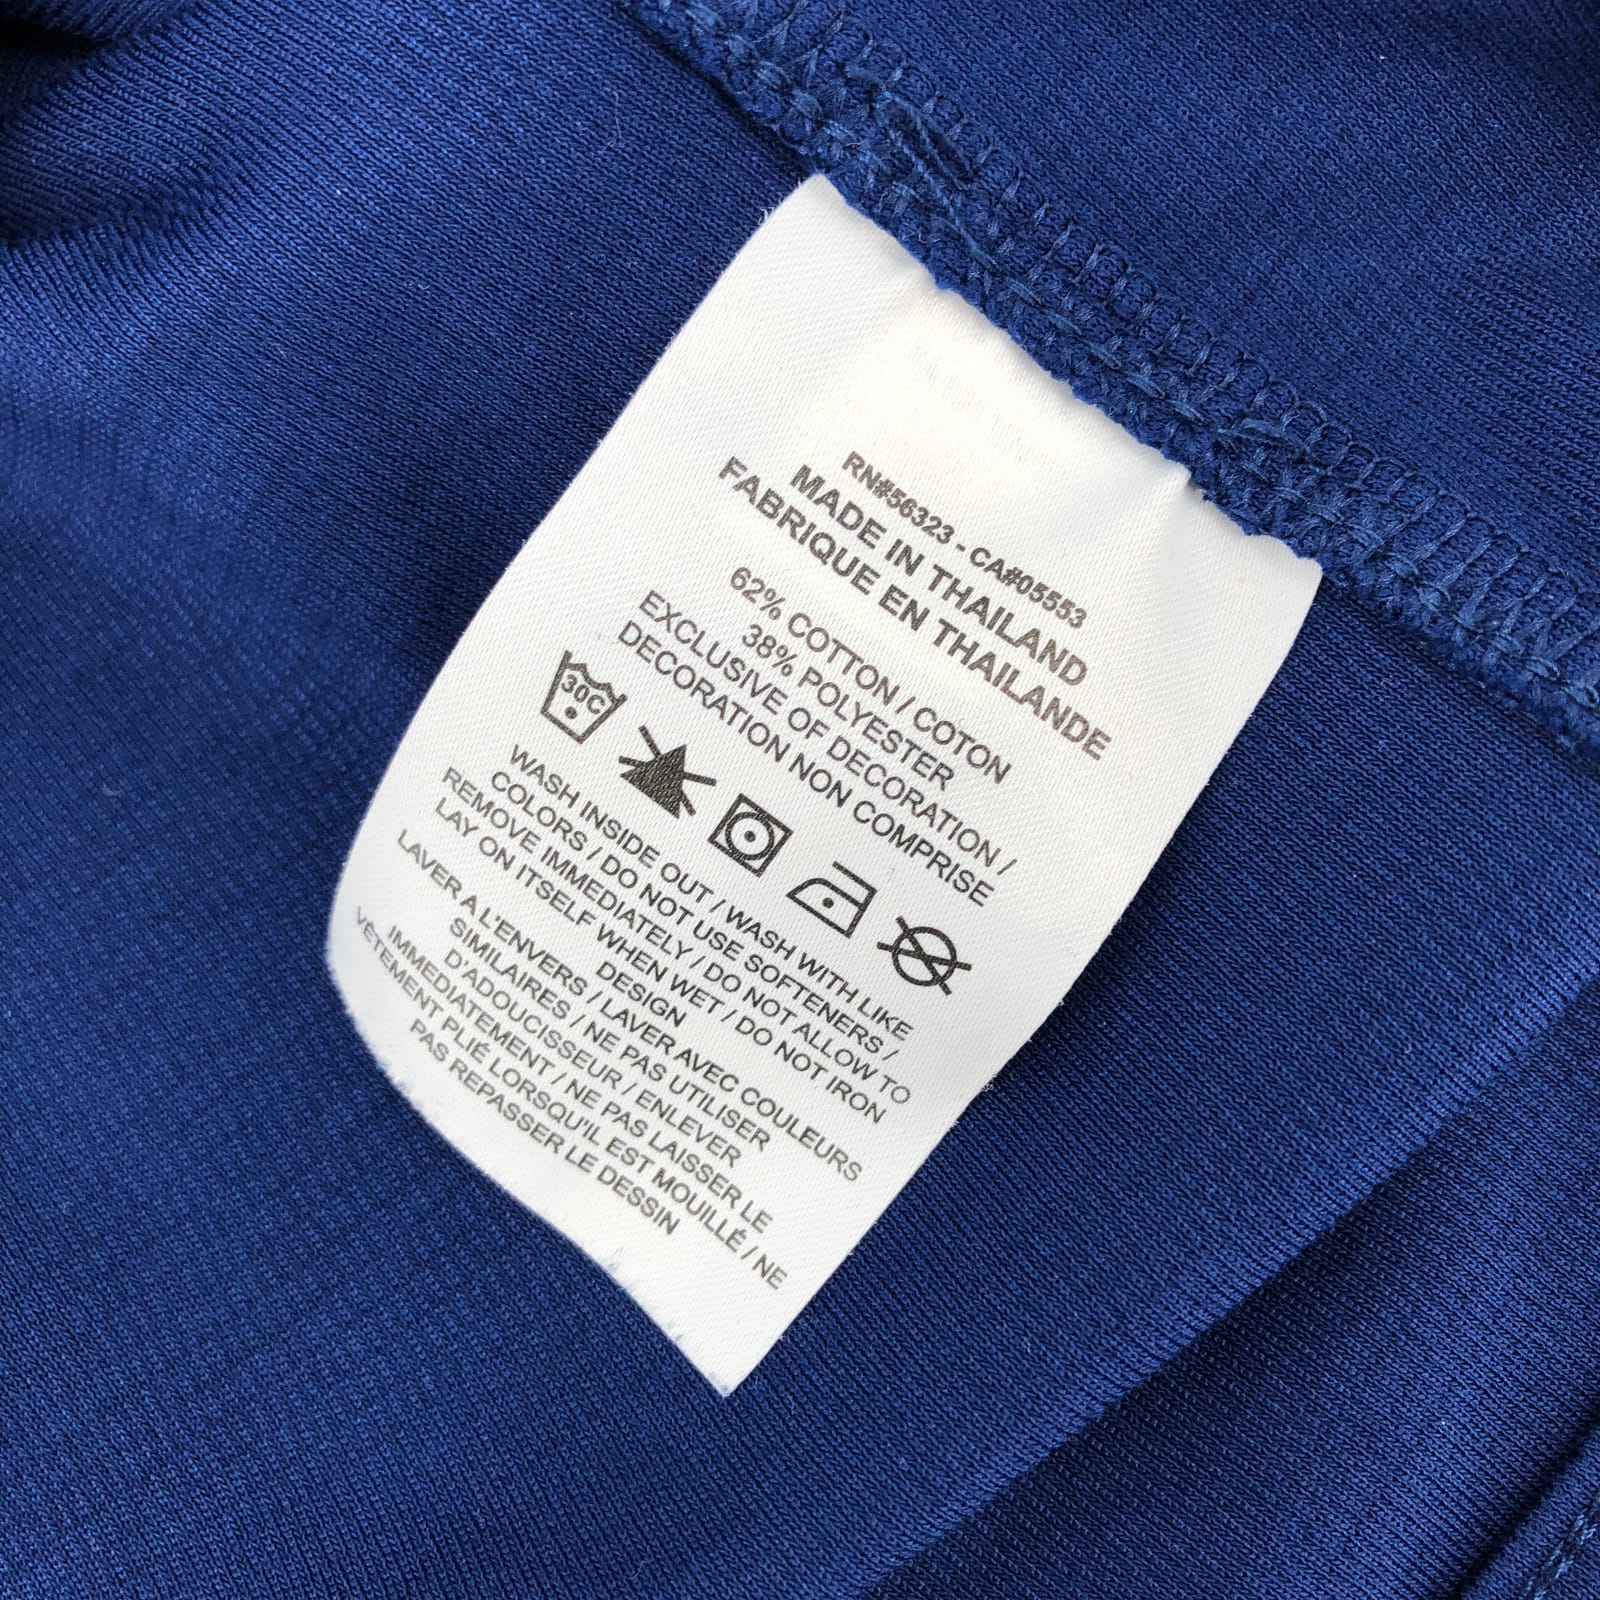 RN#56323 - CA#05553
MADE IN THAILAND
FABRIQUE EN THAILANDE
62% COTTON / COTON
38% POLYESTER
EXCLUSIVE OF DECORATION /
DECORATION NON COMPRISE
30C
WASH INSIDE OUT / WASH WITH LIKE
COLORS / DO NOT USE SOFTENERS /
REMOVE IMMEDIATELY / DO NOT ALLOW TO
LAY ON ITSELF WHEN WET / DO NOT IRON
DESIGN
LAVER A L'ENVERS / LAVER AVEC COULEURS
SIMILAIRES / NE PAS UTILISER
D'ADOUCISSEUR / ENLEVER
IMMEDIATEMENT / NE PAS LAISSER LE
VÊTEMENT PLIÉ LORSQU'IL EST MOUILLÉ / NE
PAS REPASSER LE DESSIN